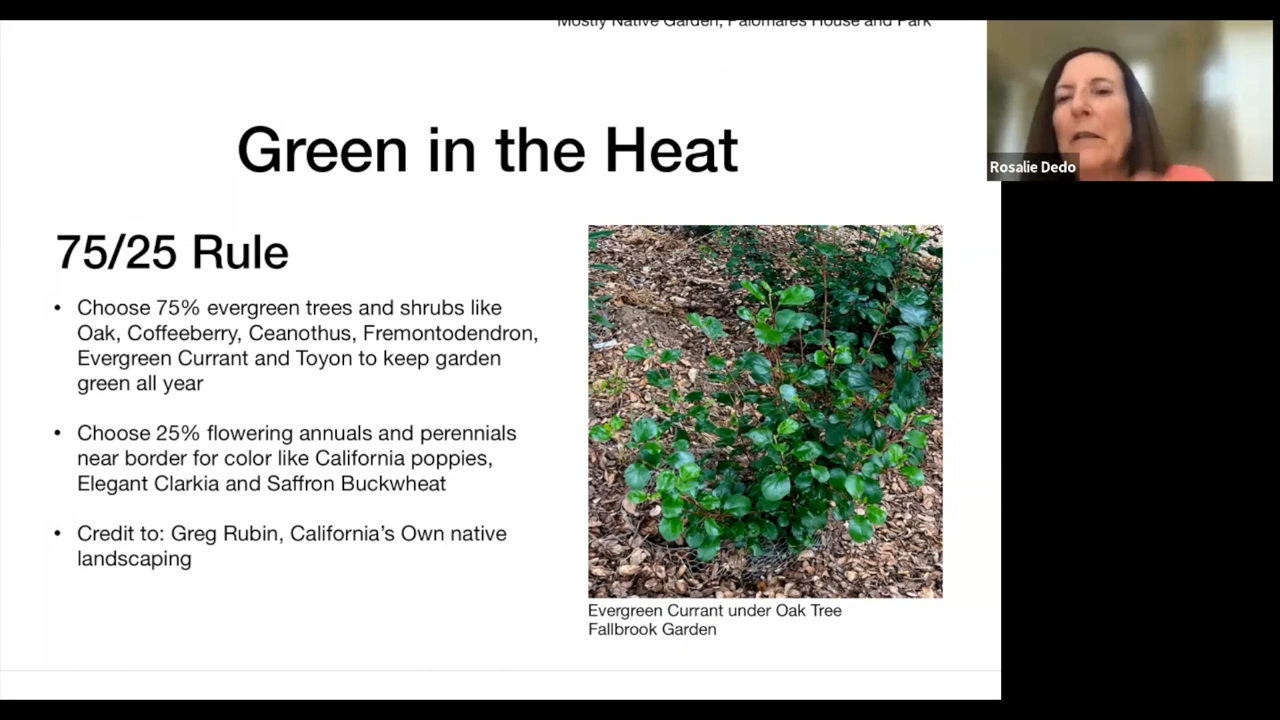 Mostly Native Garden, Palomares House and Park
Green in the Heat
75/25 Rule
• Choose 75% evergreen trees and shrubs like
Oak, Coffeeberry, Ceanothus, Fremontodendron,
Evergreen Currant and Toyon to keep garden
green all year
• Choose 25% flowering annuals and perennials
near border for color like California poppies,
Elegant Clarkia and Saffron Buckwheat
• Credit to: Greg Rubin, California’s Own native
landscaping
Evergreen Currant under Oak Tree
Fallbrook Garden
Rosalie Dedo